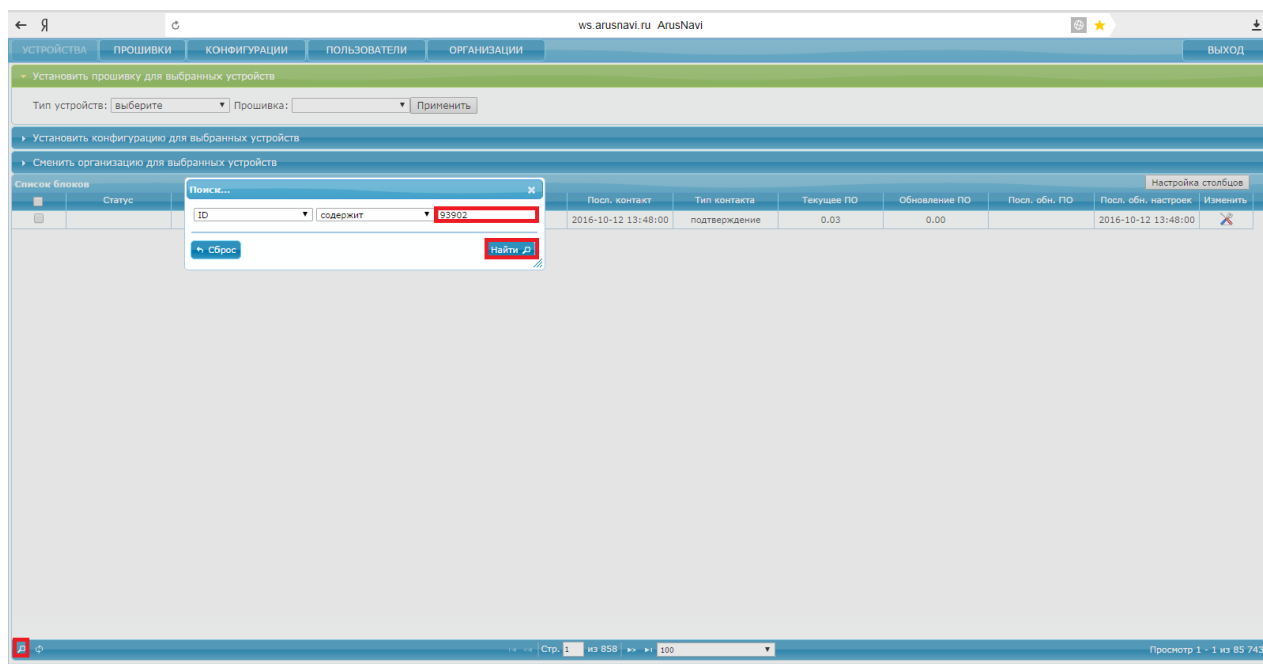 Я ws.arusnavi.ru ArusNavi
УСТРОЙСТВА ПРОШИВКИ КОНФИГУРАЦИИ ПОЛЬЗОВАТЕЛИ ОРГАНИЗАЦИИ ВЫХОД
Установить прошивку для выбранных устройств
Тип устройств: выберите Прошивка: Применить
Установить конфигурацию для выбранных устройств
Сменить организацию для выбранных устройств
Список блоков Настройка столбцов
Поиск...
Статус Посл. контакт Тип контакта Текущее ПО Обновление ПО Посл. обн. ПО Посл. обн. настроек Изменить
ID содержит 93902
2016-10-12 13:48:00 подтверждение 0.03 0.00 2016-10-12 13:48:00
Сброс Найти
Стр. 1 из 858 100 Просмотр 1 - 1 из 85 743